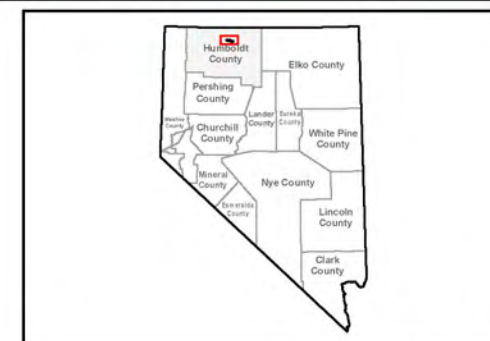 Humboldt
County
Elko County
Pershing
County
Lander
County
Eureka
County
Washoe
County
Churchill
County
White Pine
County
Mineral
County
Nye County
Esmeralda
County
Lincoln
County
Clark
County